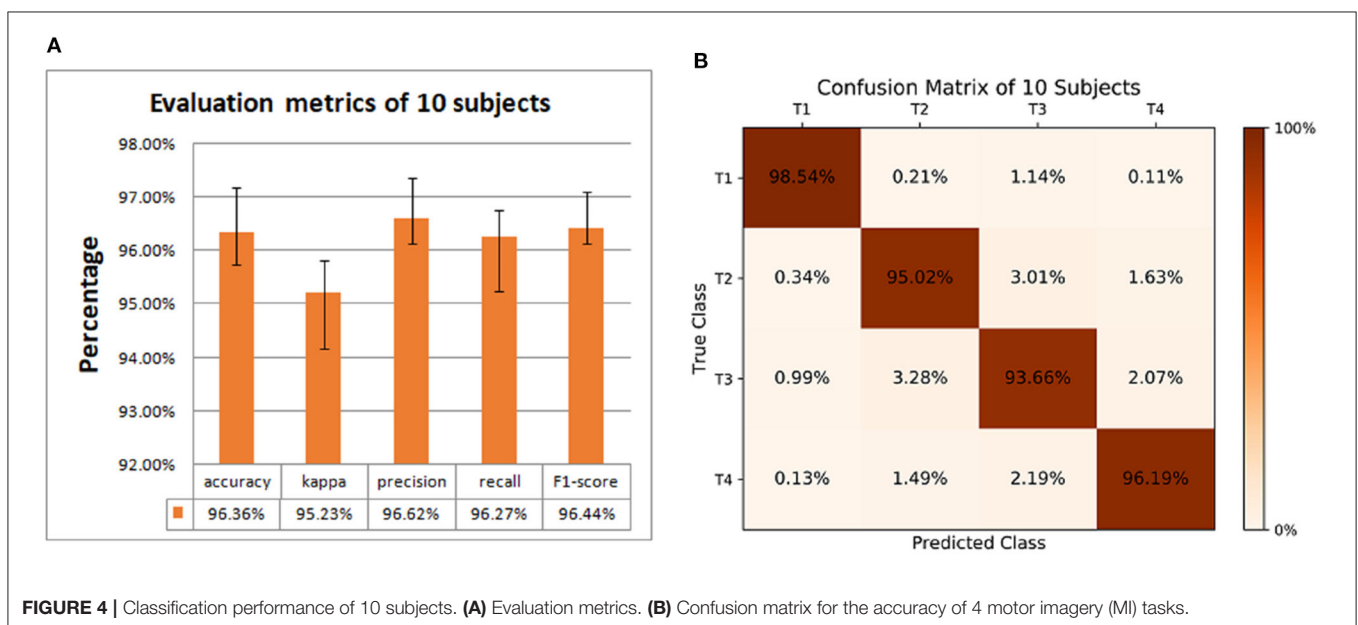 A
Evaluation metrics of 10 subjects
Percentage
98.00%
97.00%
96.00%
95.00%
94.00%
93.00%
92.00%
accuracy kappa precision recall F1-score
96.36% 95.23% 96.62% 96.27% 96.44%
B
Confusion Matrix of 10 Subjects
T1 T2 T3 T4
True Class
T1 98.54% 0.21% 1.14% 0.11%
T2 0.34% 95.02% 3.01% 1.63%
T3 0.99% 3.28% 93.66% 2.07%
T4 0.13% 1.49% 2.19% 96.19%
Predicted Class
100%
0%
FIGURE 4 | Classification performance of 10 subjects. (A) Evaluation metrics. (B) Confusion matrix for the accuracy of 4 motor imagery (MI) tasks.